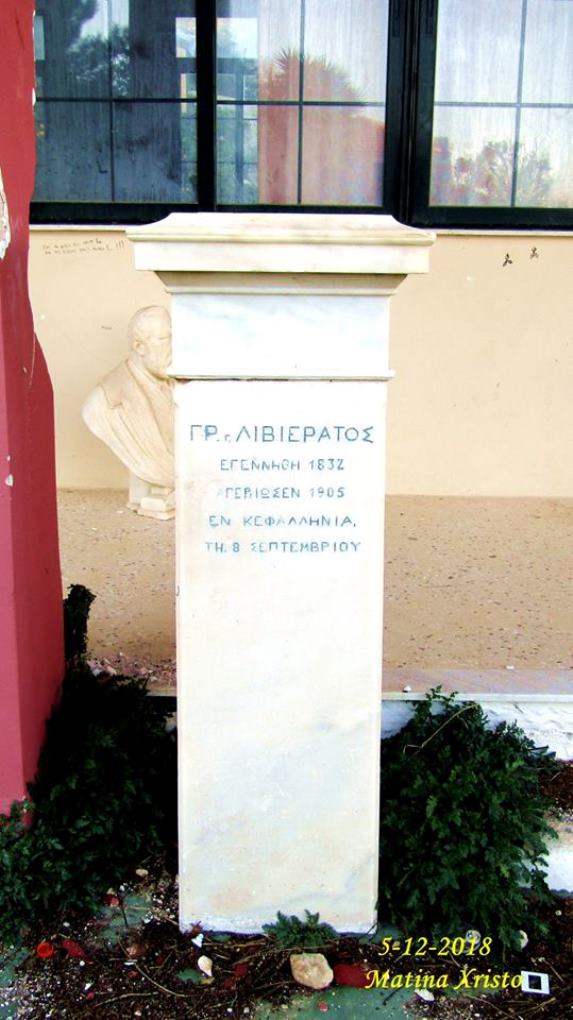 ΓΡ. Γ. ΛΙΒΙΕΡΑΤΟΣ
ΕΓΕΝΝΗΘΗ 1832
ΑΠΕΒΙΩΣΕΝ 1905
ΕΝ ΚΕΦΑΛΛΗΝΙΑ,
ΤΗ 8 ΣΕΠΤΕΜΒΡΙΟΥ
5-12-2018
Matina Xristo